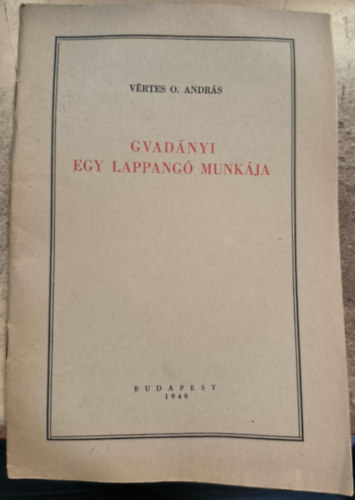 VÉRTES O. ANDRÁS
GVADÁNYI
EGY LAPPANGÓ MUNKÁJA
BUDAPEST
1949